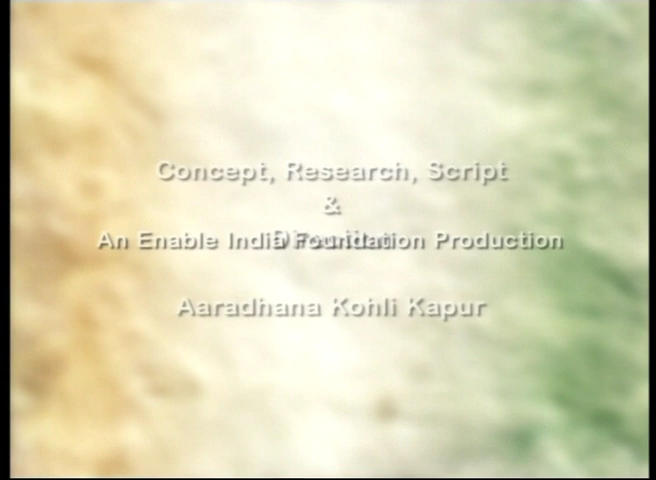 Concept, Research, Script
&
An Enable India Foundation Production
Aaradhana Kohli Kapur